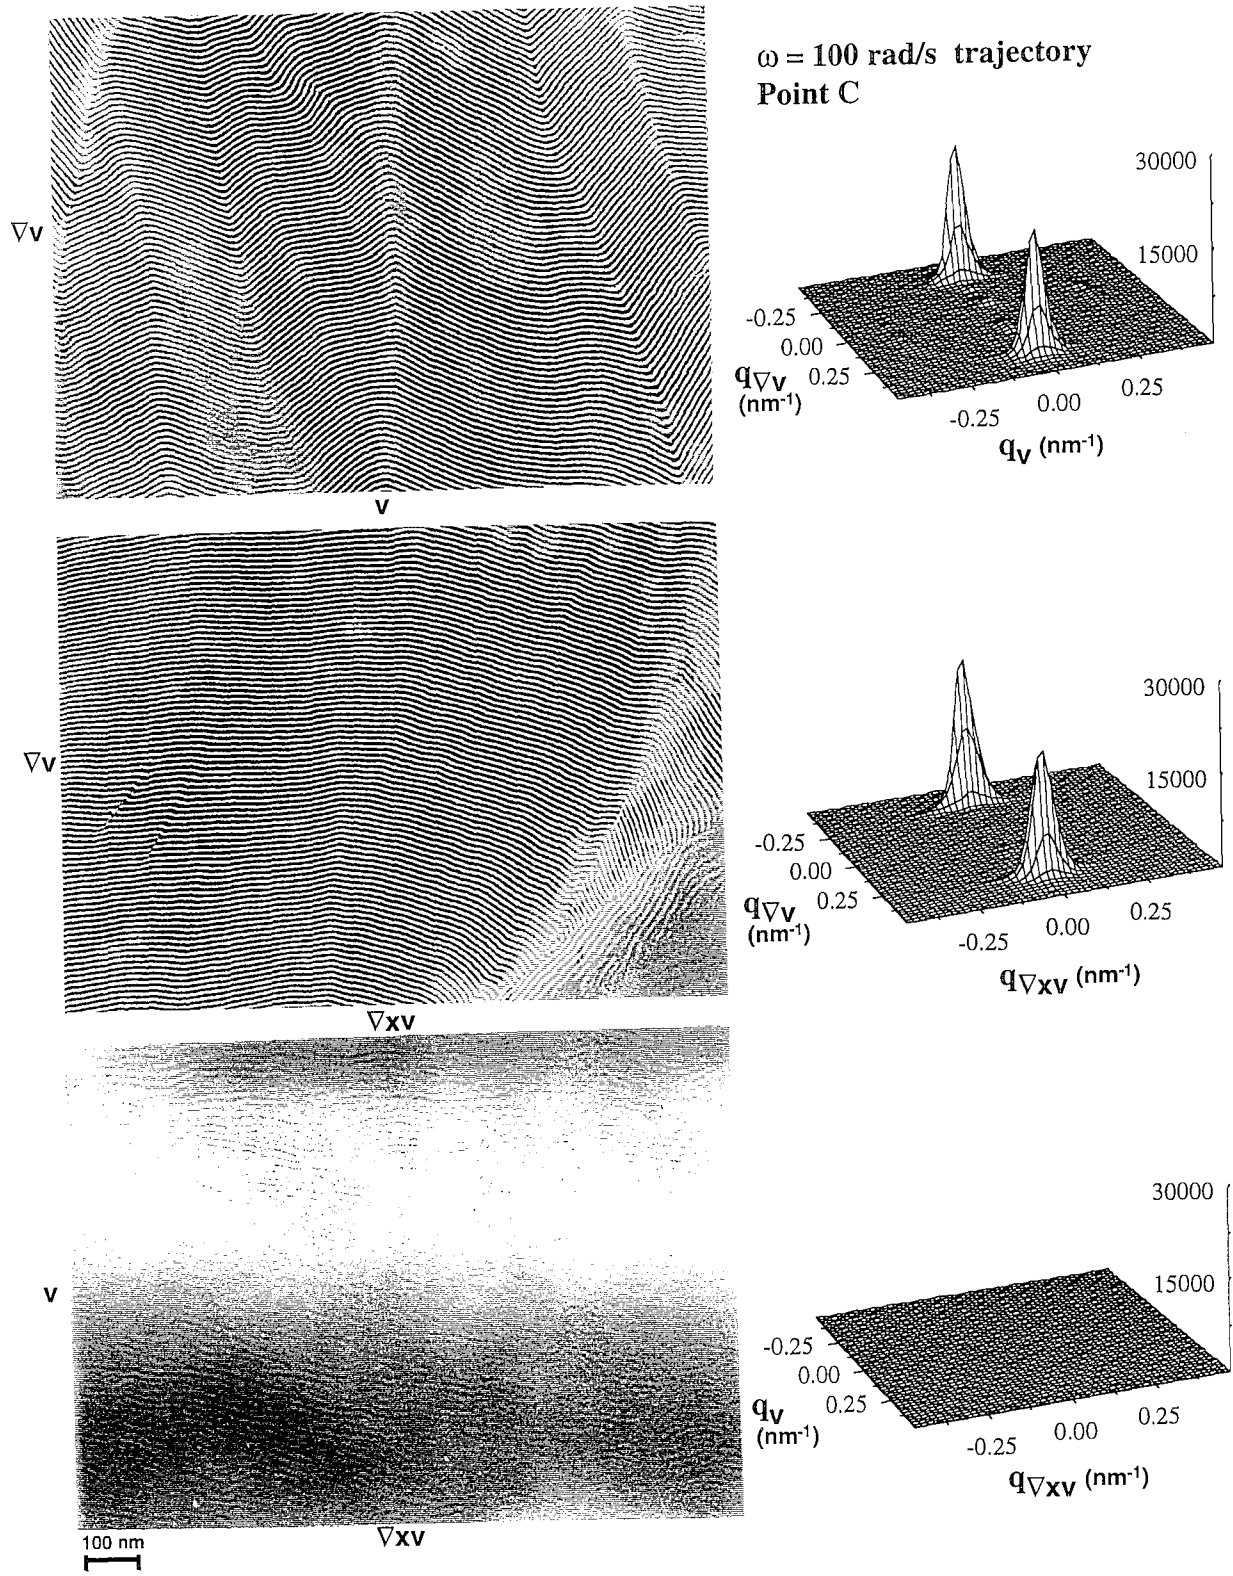 ω = 100 rad/s trajectory
Point C
∇v
v
30000
15000
-0.25
0.00
0.25
q∇v
(nm-1)
-0.25
0.00
0.25
qv (nm-1)
∇v
∇xv
30000
15000
-0.25
0.00
0.25
q∇v
(nm-1)
-0.25
0.00
0.25
q∇xv (nm-1)
v
∇xv
100 nm
30000
15000
-0.25
0.00
0.25
qv
(nm-1)
-0.25
0.00
0.25
q∇xv (nm-1)